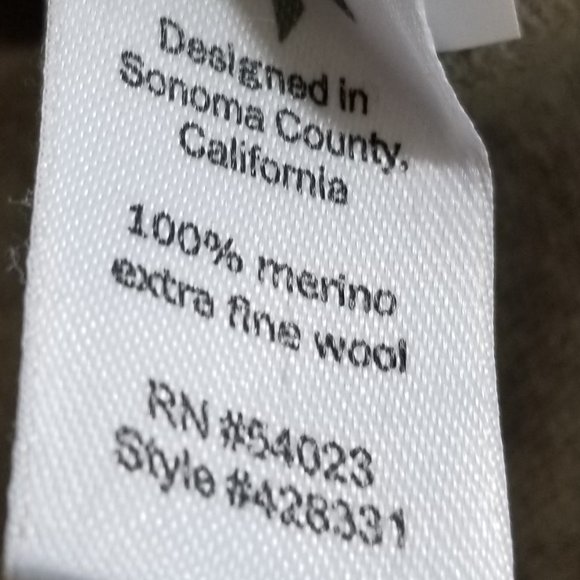 Designed in
Sonoma County,
California
100% merino
extra fine wool
RN #54023
Style #428331